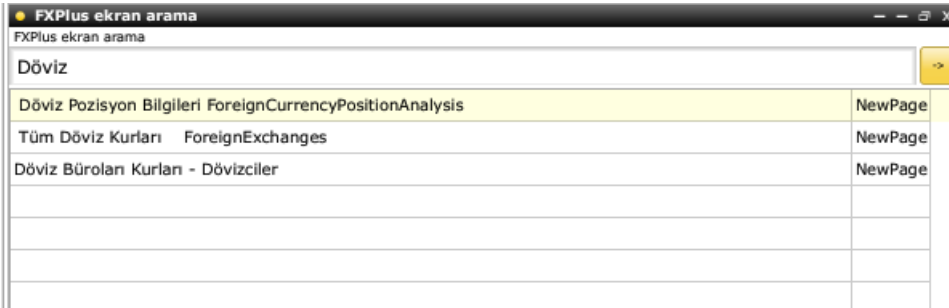 FXPlus ekran arama
FXPlus ekran arama
Döviz
->
Döviz Pozisyon Bilgileri ForeignCurrencyPositionAnalysis NewPage
Tüm Döviz Kurları ForeignExchanges NewPage
Döviz Büroları Kurları - Dövizciler NewPage